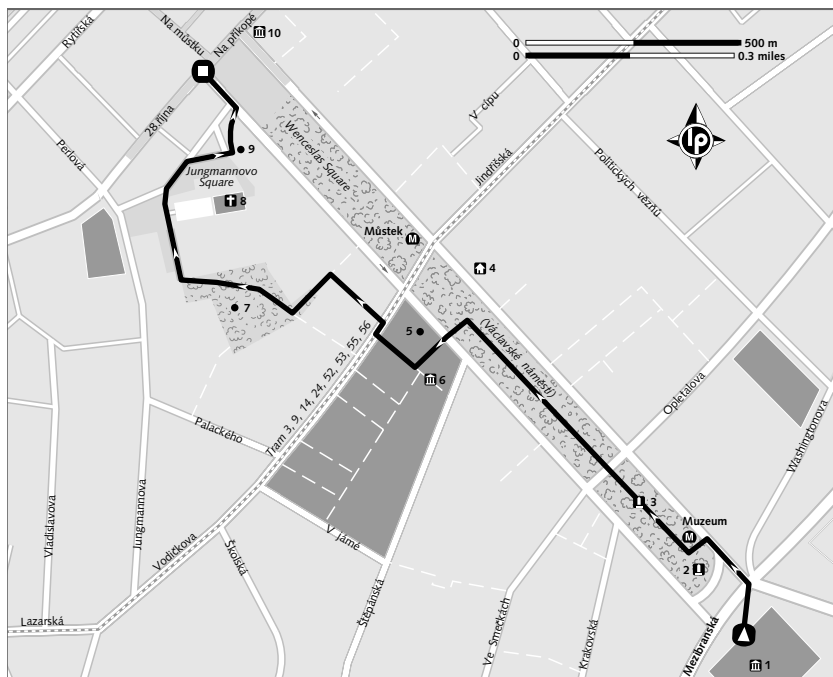 Na můstku
Na příkopě
10
Rytířská
0 500 m
0 0.3 miles
28.října
V cípu
lp
Perlová
9
Wenceslas Square
Jindřišská
Politických vězňů
Jungmannovo
Square
8
Můstek
M
4
7
5
(Václavské náměstí)
6
Tram 3, 9, 14, 24, 52, 53, 55, 56
Opletalova
Washingtonova
Palackého
3
Muzeum
M
2
Vladislavova
Jungmannova
Vodičkova
Školská
V Jámě
Štěpánská
Ve Smečkách
Krakovská
Mezibranská
Lazarská
1